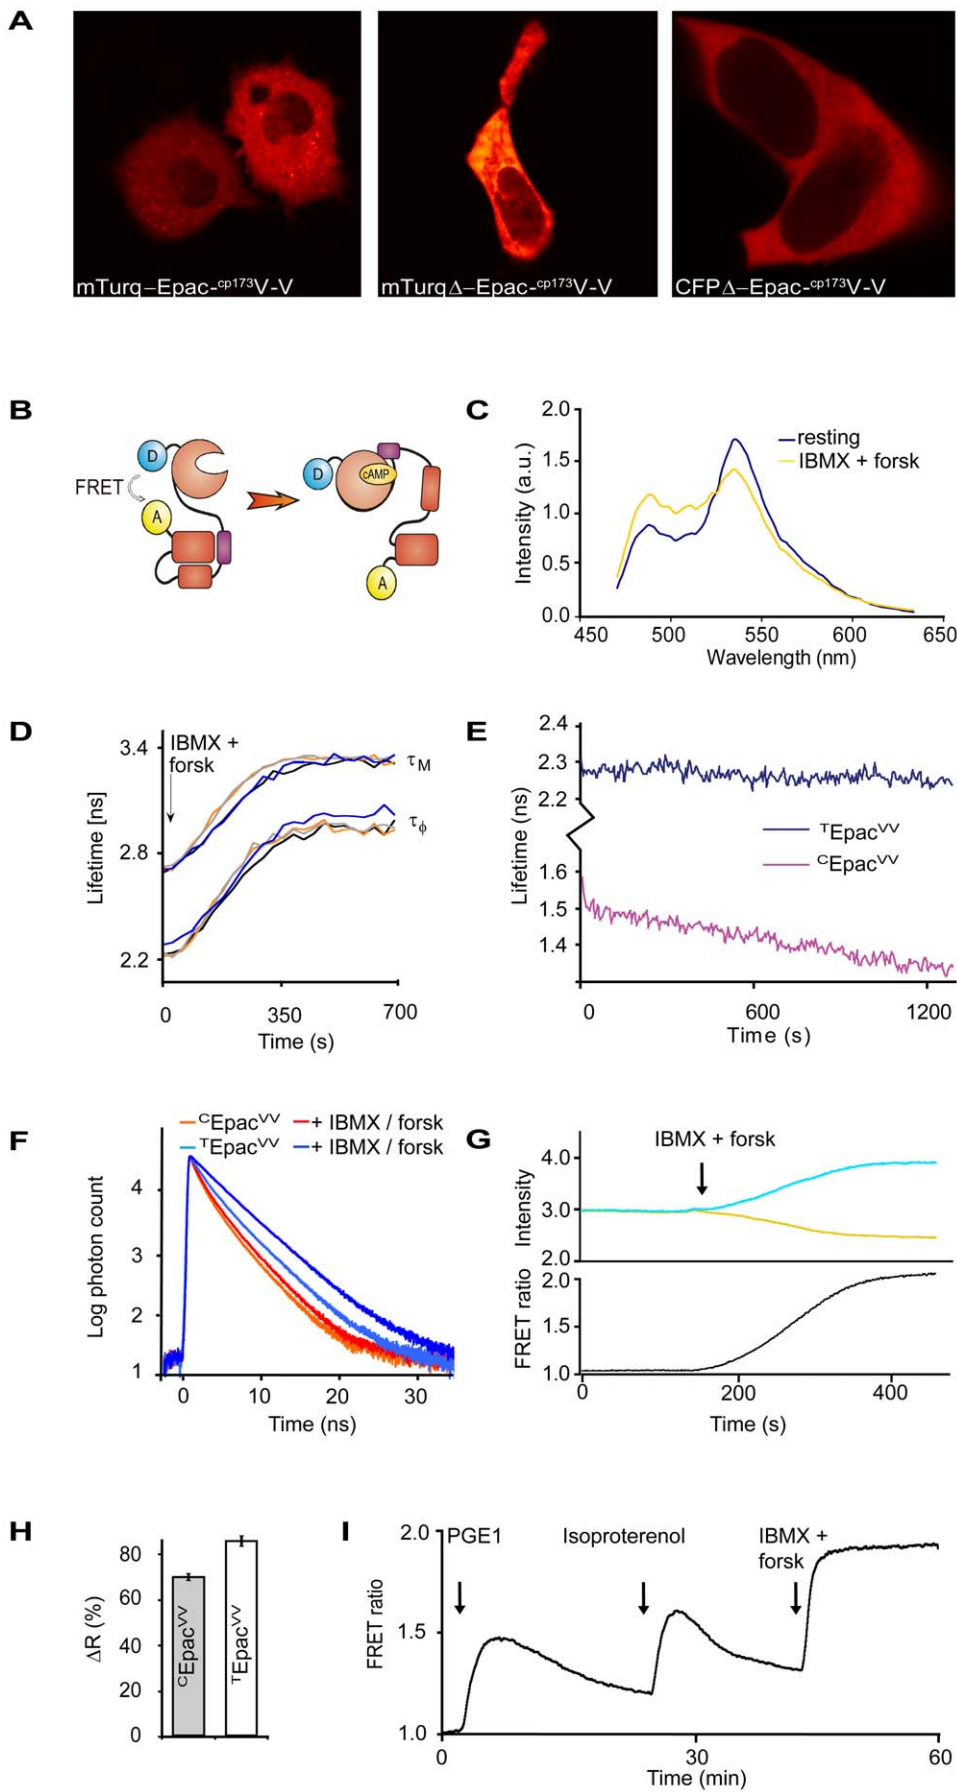 A
mTurq–Epac-cp173V-V
mTurqΔ–Epac-cp173V-V
CFPΔ–Epac-cp173V-V
B
FRET
D
A
D
cAMP
A
C
Intensity (a.u.)
2.0
1.5
1.0
0.5
0.0
resting
IBMX + forsk
450 500 550 600 650
Wavelength (nm)
D
Lifetime [ns]
3.4
2.8
2.2
IBMX +
forsk
τM
τϕ
0 350 700
Time (s)
E
Lifetime (ns)
2.4
2.3
2.2
1.6
1.5
1.4
TEpacVV
CEpacVV
0 600 1200
Time (s)
F
CEpacVV + IBMX / forsk
TEpacVV + IBMX / forsk
Log photon count
4
3
2
1
0 10 20 30
Time (ns)
G
IBMX + forsk
Intensity
4.0
3.0
2.0
FRET ratio
2.0
1.5
1.0
0 200 400
Time (s)
H
ΔR (%)
80
60
40
20
0
CEpacVV
TEpacVV
I
FRET ratio
2.0
1.5
1.0
PGE1
Isoproterenol
IBMX +
forsk
0 30 60
Time (min)